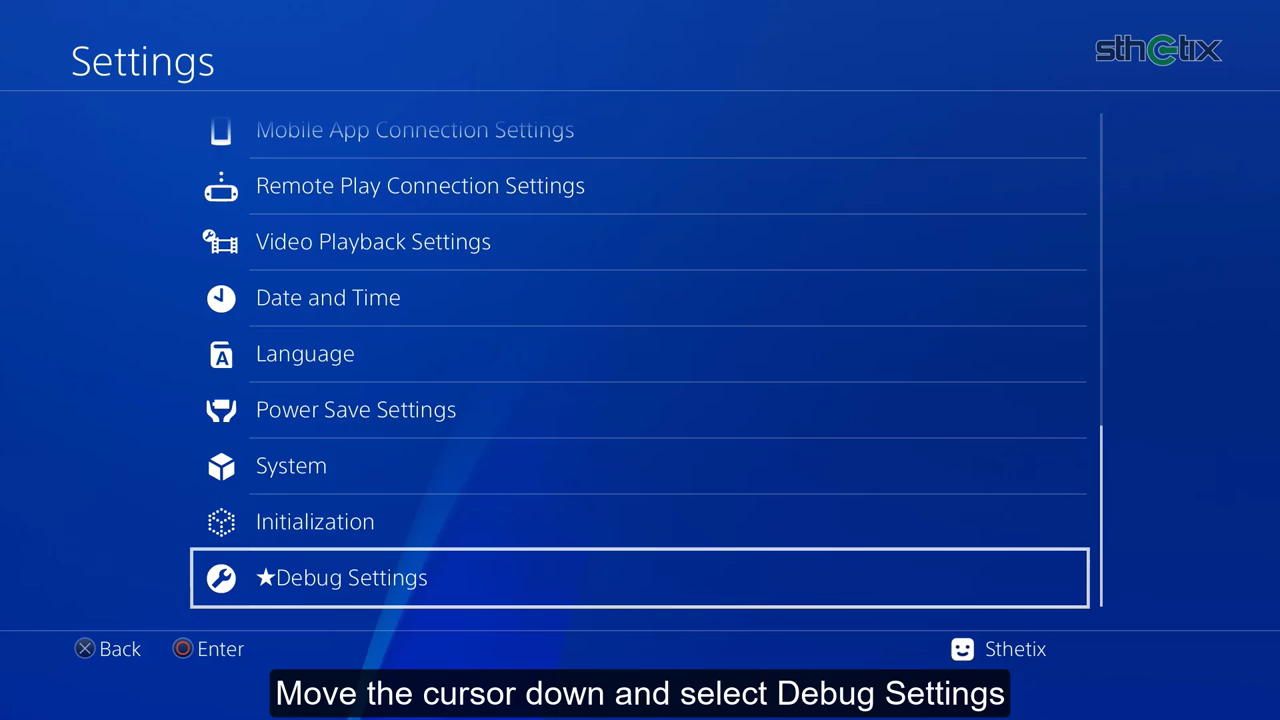 Settings
sthetix
Mobile App Connection Settings
Remote Play Connection Settings
Video Playback Settings
Date and Time
Language
Power Save Settings
System
Initialization
★Debug Settings
Back Enter Sthetix
Move the cursor down and select Debug Settings